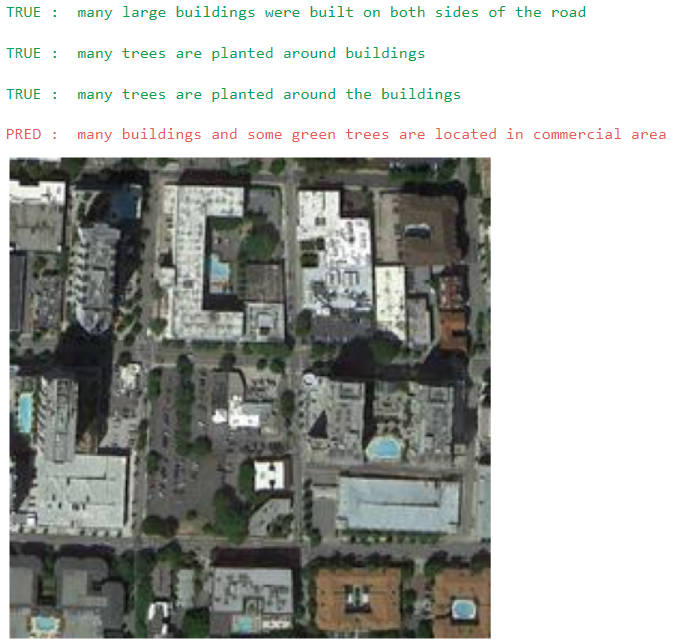 TRUE :  many large buildings were built on both sides of the road
TRUE :  many trees are planted around buildings
TRUE :  many trees are planted around the buildings
PRED :  many buildings and some green trees are located in commercial area